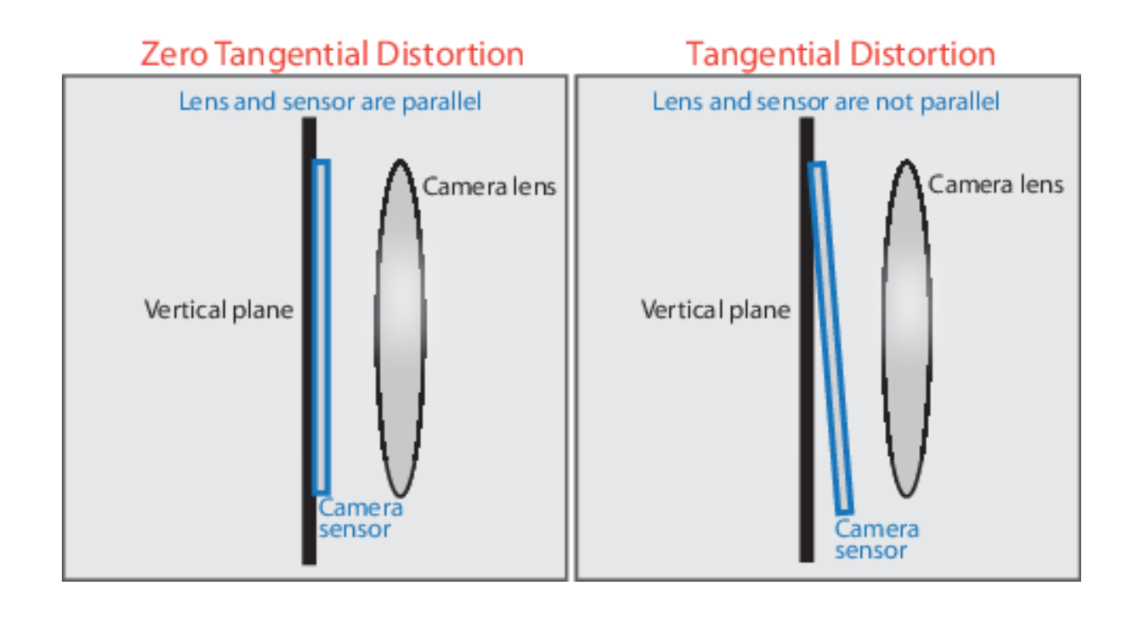 Zero Tangential Distortion
Lens and sensor are parallel
Camera lens
Vertical plane
Camera
sensor
Tangential Distortion
Lens and sensor are not parallel
Camera lens
Vertical plane
Camera
sensor